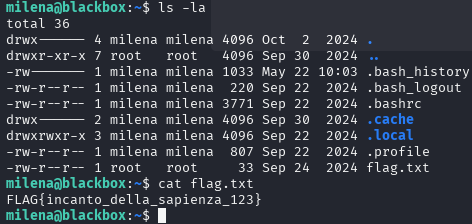 milena@blackbox:~$ ls -la
total 36
drwx------ 4 milena milena 4096 Oct  2  2024 .
drwxr-xr-x 7 root   root   4096 Sep 30  2024 ..
-rw------- 1 milena milena 1033 May 22 10:03 .bash_history
-rw-r--r-- 1 milena milena  220 Sep 22  2024 .bash_logout
-rw-r--r-- 1 milena milena 3771 Sep 22  2024 .bashrc
drwx------ 2 milena milena 4096 Sep 30  2024 .cache
drwxrwxr-x 3 milena milena 4096 Sep 22  2024 .local
-rw-r--r-- 1 milena milena  807 Sep 22  2024 .profile
-rw-r--r-- 1 root   root     33 Sep 24  2024 flag.txt
milena@blackbox:~$ cat flag.txt
FLAG{incanto_della_sapienza_123}
milena@blackbox:~$